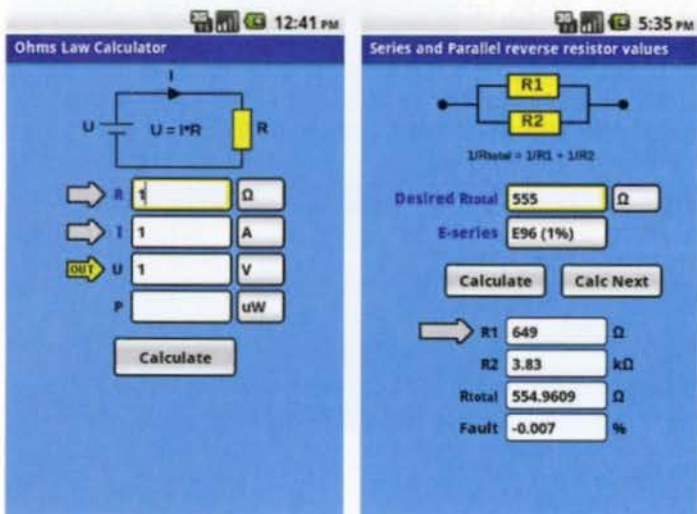 12:41 PM
Ohms Law Calculator
I
U
U = I*R
R
R 1 Ω
I 1 A
OUT U 1 V
P uW
Calculate
5:35 PM
Series and Parallel reverse resistor values
R1
R2
1/Rtotal = 1/R1 + 1/R2
Desired Rtotal 555 Ω
E-series E96 (1%)
Calculate Calc Next
R1 649 Ω
R2 3.83 kΩ
Rtotal 554.9609 Ω
Fault -0.007 %